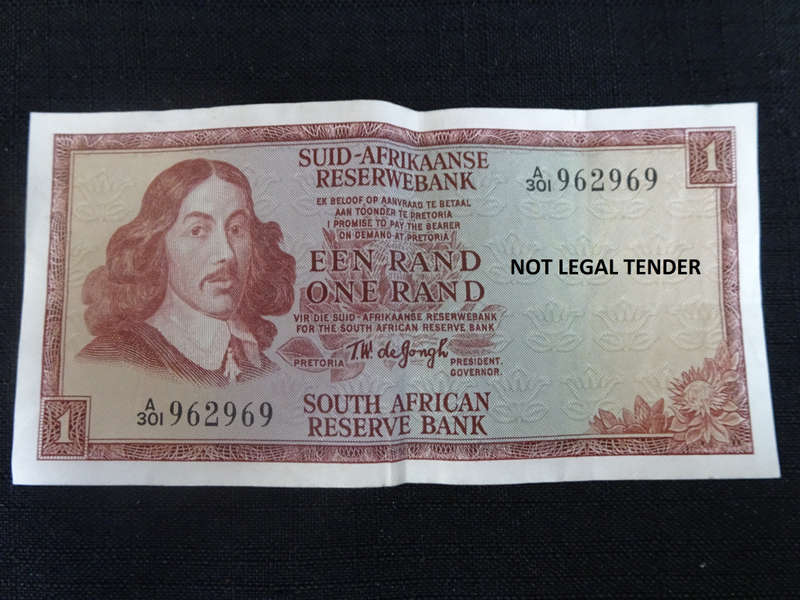 1
SUID-AFRIKAANSE
RESERWEBANK
A/301 962969
EK BELOOF OP AANVRAAG TE BETAAL
AAN TOONDER TE PRETORIA
I PROMISE TO PAY THE BEARER
ON DEMAND AT PRETORIA
EEN RAND
ONE RAND
NOT LEGAL TENDER
VIR DIE SUID-AFRIKAANSE RESERWEBANK
FOR THE SOUTH AFRICAN RESERVE BANK
T.W. de Jongh
PRETORIA
PRESIDENT.
GOVERNOR.
1
A/301 962969
SOUTH AFRICAN
RESERVE BANK